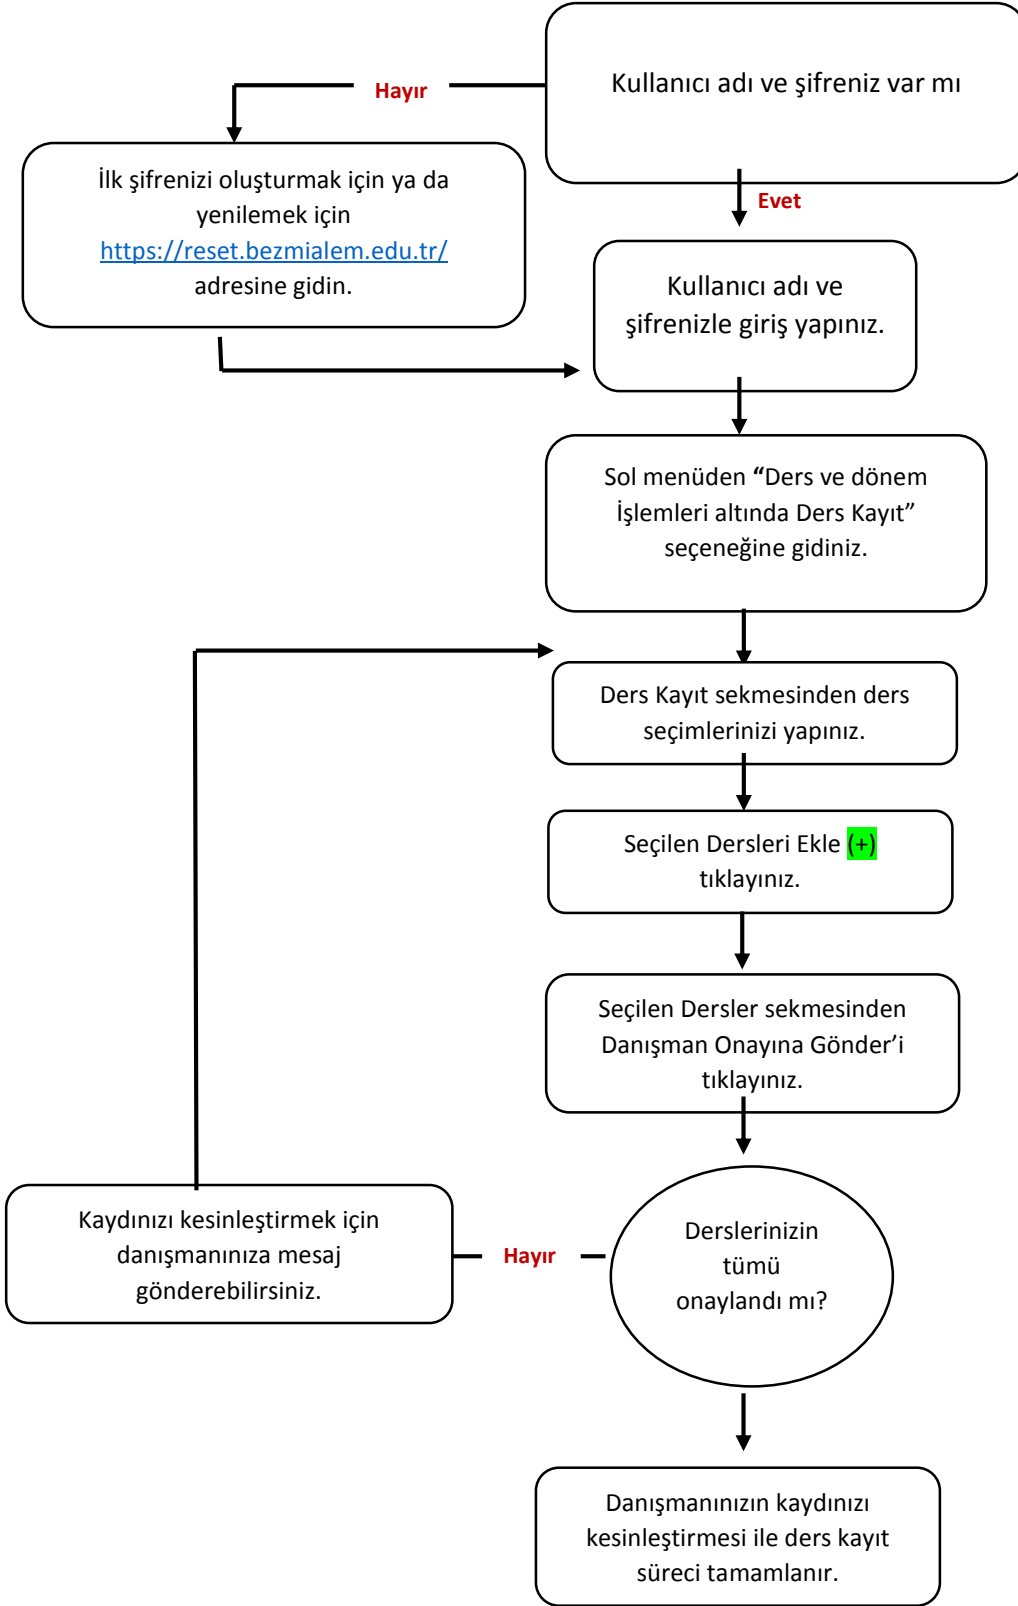 Kullanıcı adı ve şifreniz var mı
Hayır
Evet
İlk şifrenizi oluşturmak için ya da
yenilemek için
https://reset.bezmialem.edu.tr/
adresine gidin.
Kullanıcı adı ve
şifrenizle giriş yapınız.
Sol menüden “Ders ve dönem
İşlemleri altında Ders Kayıt”
seçeneğine gidiniz.
Ders Kayıt sekmesinden ders
seçimlerinizi yapınız.
Seçilen Dersleri Ekle (+)
tıklayınız.
Seçilen Dersler sekmesinden
Danışman Onayına Gönder’i
tıklayınız.
Derslerinizin
tümü
onaylandı mı?
Hayır
Kaydınızı kesinleştirmek için
danışmanınıza mesaj
gönderebilirsiniz.
Danışmanınızın kaydınızı
kesinleştirmesi ile ders kayıt
süreci tamamlanır.